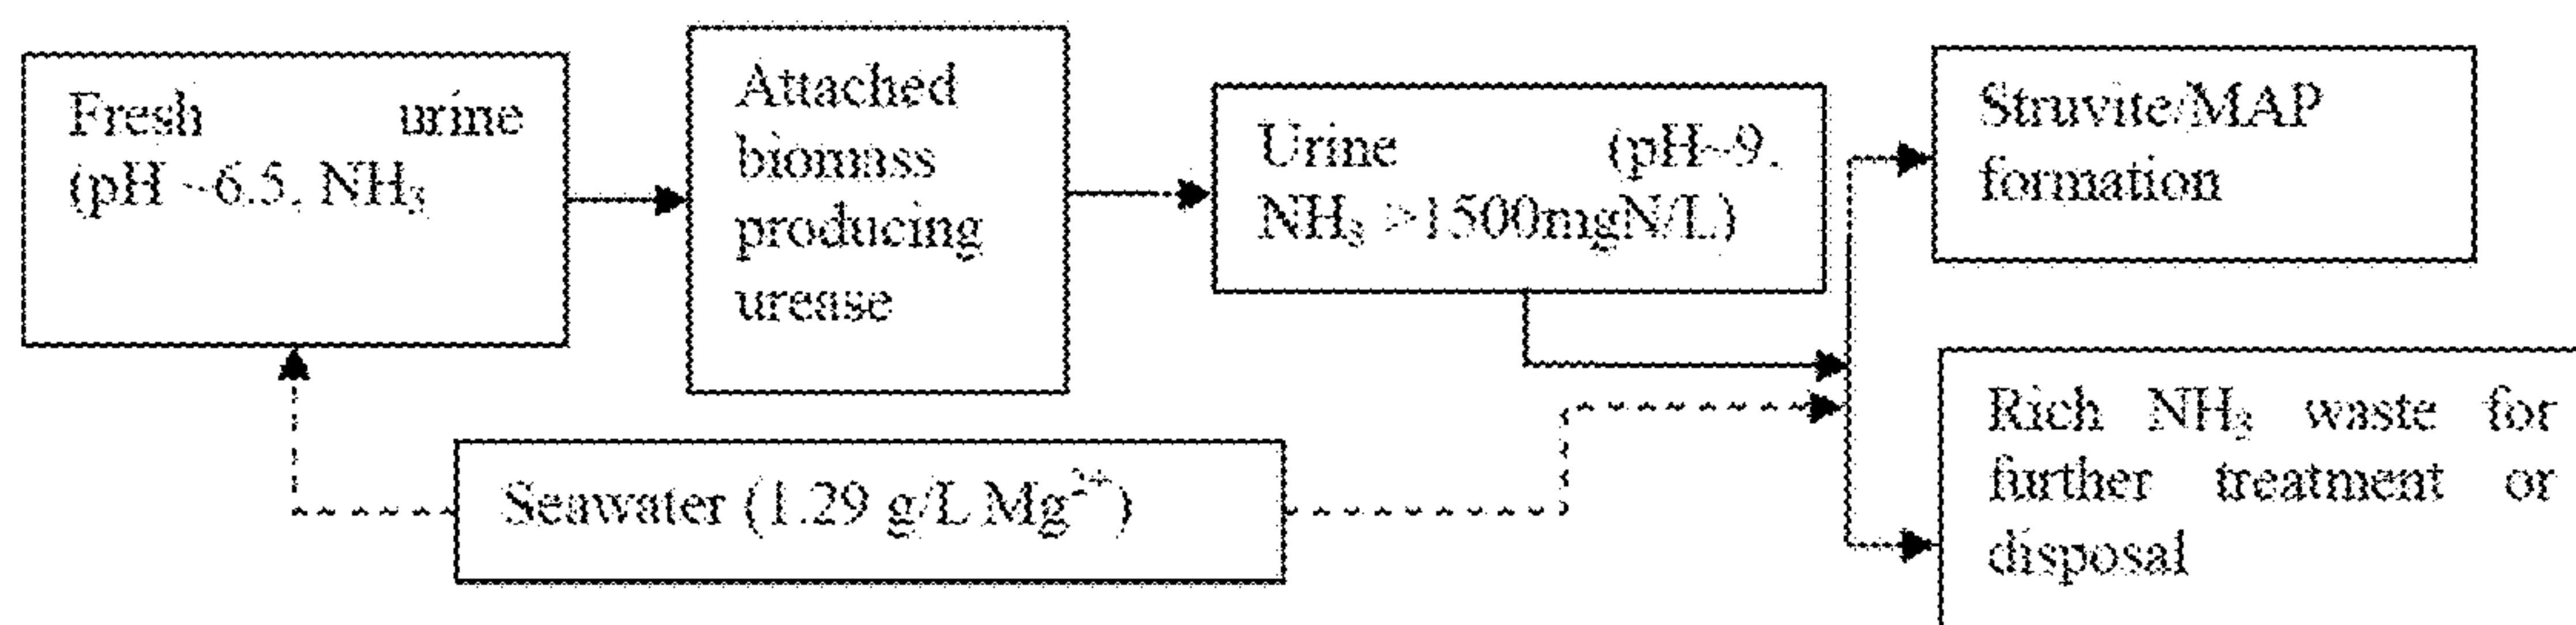 Fresh urine
(pH ~6.5, NH₃
Attached
biomass
producing
urease
Urine (pH~9,
NH₃ >1500mgN/L)
Struvite/MAP
formation
Seawater (1.29 g/L Mg²⁺)
Rich NH₃ waste for
further treatment or
disposal